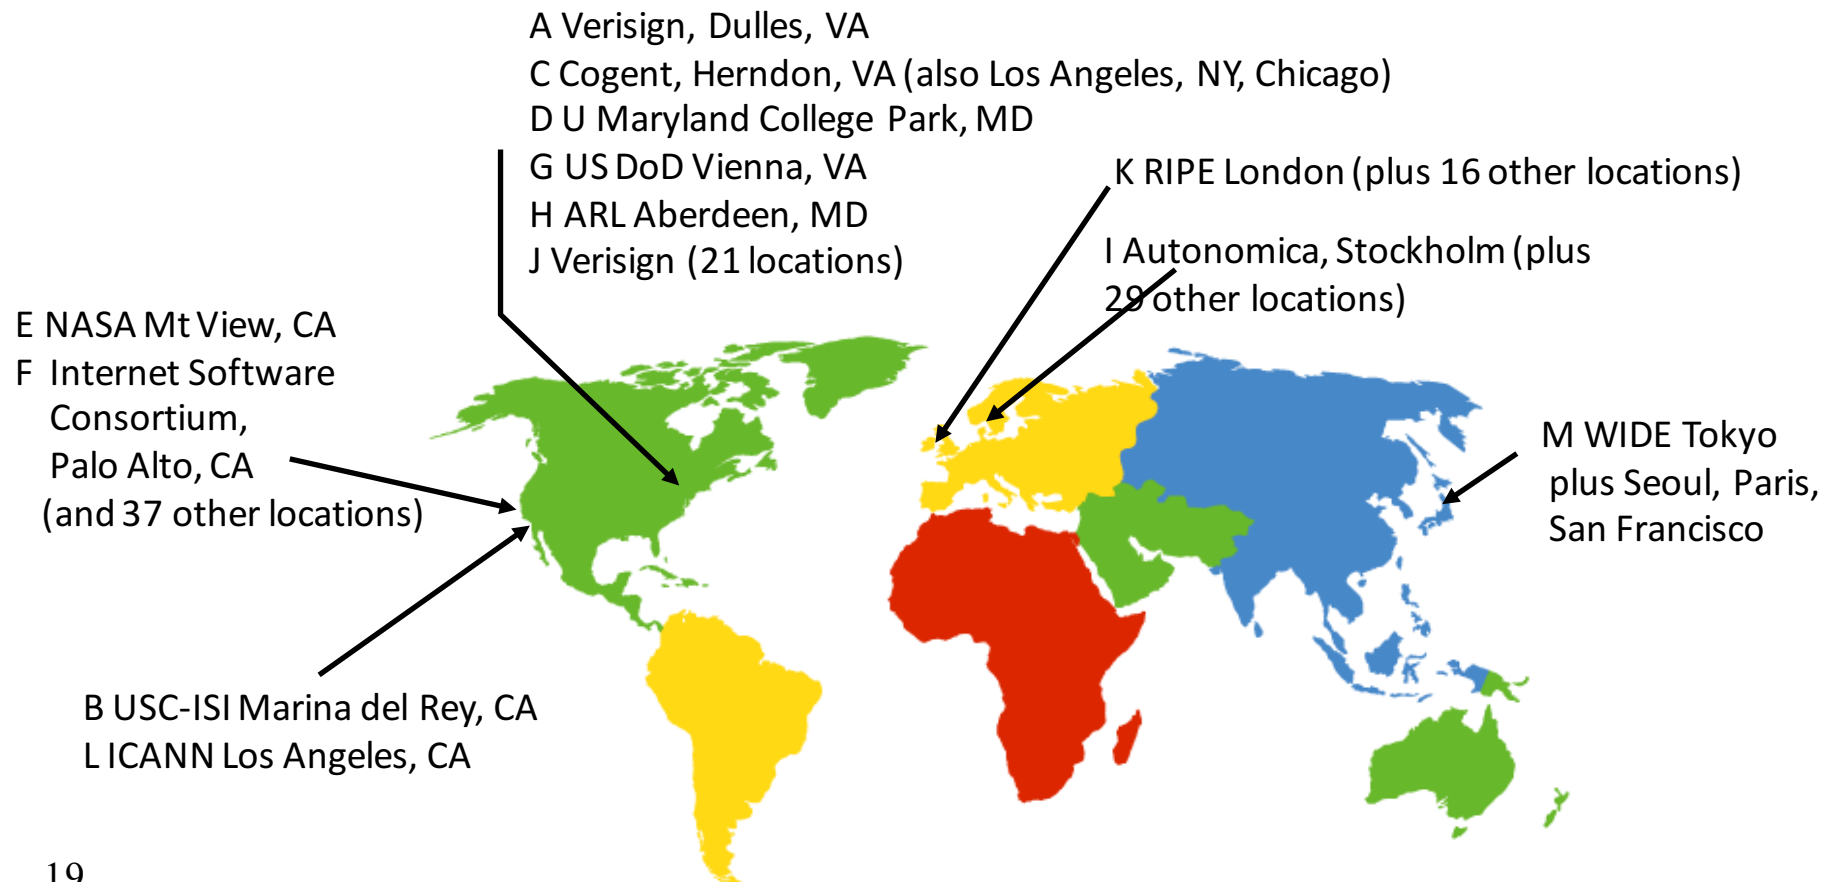 A Verisign, Dulles, VA
C Cogent, Herndon, VA (also Los Angeles, NY, Chicago)
D U Maryland College Park, MD
G US DoD Vienna, VA
H ARL Aberdeen, MD
J Verisign (21 locations)
K RIPE London (plus 16 other locations)
I Autonomica, Stockholm (plus
29 other locations)
E NASA Mt View, CA
F Internet Software
Consortium,
Palo Alto, CA
(and 37 other locations)
M WIDE Tokyo
plus Seoul, Paris,
San Francisco
B USC-ISI Marina del Rey, CA
L ICANN Los Angeles, CA
19